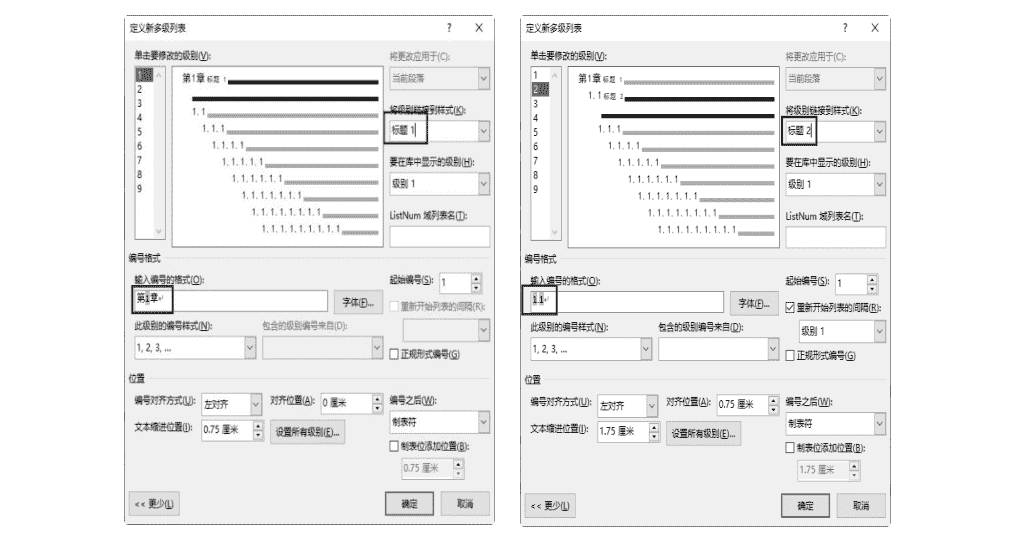 定义新多级列表 ? X
单击要修改的级别(V):
将更改应用于(C):
当前段落
1
2
3
4
5
6
7
8
9
第1章 标题 1
1.1
1.1.1
1.1.1.1
1.1.1.1.1
1.1.1.1.1.1
1.1.1.1.1.1.1
1.1.1.1.1.1.1.1
1.1.1.1.1.1.1.1.1
将级别链接到样式(K):
标题 1
要在库中显示的级别(H):
级别 1
ListNum 域列表名(T):
编号格式
输入编号的格式(O):
第1章
字体(F)...
起始编号(S): 1
重新开始列表的间隔(R):
此级别的编号样式(N):
包含的级别编号来自(D):
1, 2, 3, ...
正规形式编号(G)
位置
编号对齐方式(U): 左对齐 对齐位置(A): 0 厘米
编号之后(W):
制表符
文本缩进位置(I): 0.75 厘米 设置所有级别(E)...
制表位添加位置(B):
0.75 厘米
<< 更少(L) 确定 取消
定义新多级列表 ? X
单击要修改的级别(V):
将更改应用于(C):
当前段落
1
2
3
4
5
6
7
8
9
第1章 标题 1
1.1 标题 2
1.1.1
1.1.1.1
1.1.1.1.1
1.1.1.1.1.1
1.1.1.1.1.1.1
1.1.1.1.1.1.1.1
1.1.1.1.1.1.1.1.1
将级别链接到样式(K):
标题 2
要在库中显示的级别(H):
级别 1
ListNum 域列表名(T):
编号格式
输入编号的格式(O):
1.1
字体(F)...
起始编号(S): 1
重新开始列表的间隔(R):
级别 1
此级别的编号样式(N):
包含的级别编号来自(D):
1, 2, 3, ...
正规形式编号(G)
位置
编号对齐方式(U): 左对齐 对齐位置(A): 0.75 厘米
编号之后(W):
制表符
文本缩进位置(I): 1.75 厘米 设置所有级别(E)...
制表位添加位置(B):
1.75 厘米
<< 更少(L) 确定 取消